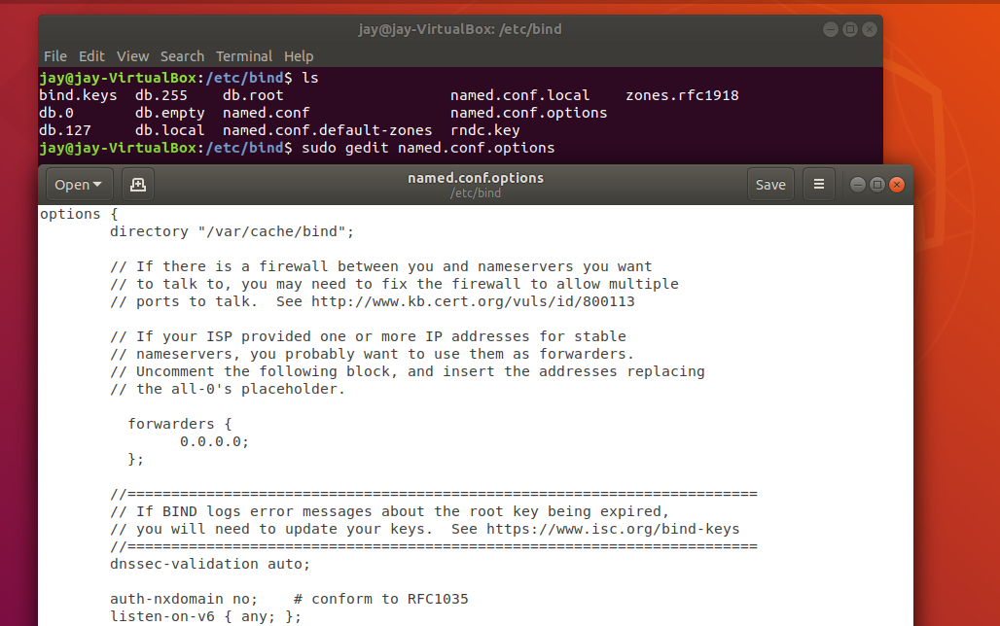 jay@jay-VirtualBox: /etc/bind
File Edit View Search Terminal Help
jay@jay-VirtualBox:/etc/bind$ ls
bind.keys  db.255    db.root                     named.conf.local    zones.rfc1918
db.0       db.empty  named.conf                  named.conf.options
db.127     db.local  named.conf.default-zones  rndc.key
jay@jay-VirtualBox:/etc/bind$ sudo gedit named.conf.options
Open named.conf.options Save
/etc/bind
options {
        directory "/var/cache/bind";
        // If there is a firewall between you and nameservers you want
        // to talk to, you may need to fix the firewall to allow multiple
        // ports to talk.  See http://www.kb.cert.org/vuls/id/800113
        // If your ISP provided one or more IP addresses for stable
        // nameservers, you probably want to use them as forwarders.
        // Uncomment the following block, and insert the addresses replacing
        // the all-0's placeholder.
          forwarders {
                0.0.0.0;
          };
        //========================================================================
        // If BIND logs error messages about the root key being expired,
        // you will need to update your keys.  See https://www.isc.org/bind-keys
        //========================================================================
        dnssec-validation auto;
        auth-nxdomain no;    # conform to RFC1035
        listen-on-v6 { any; };